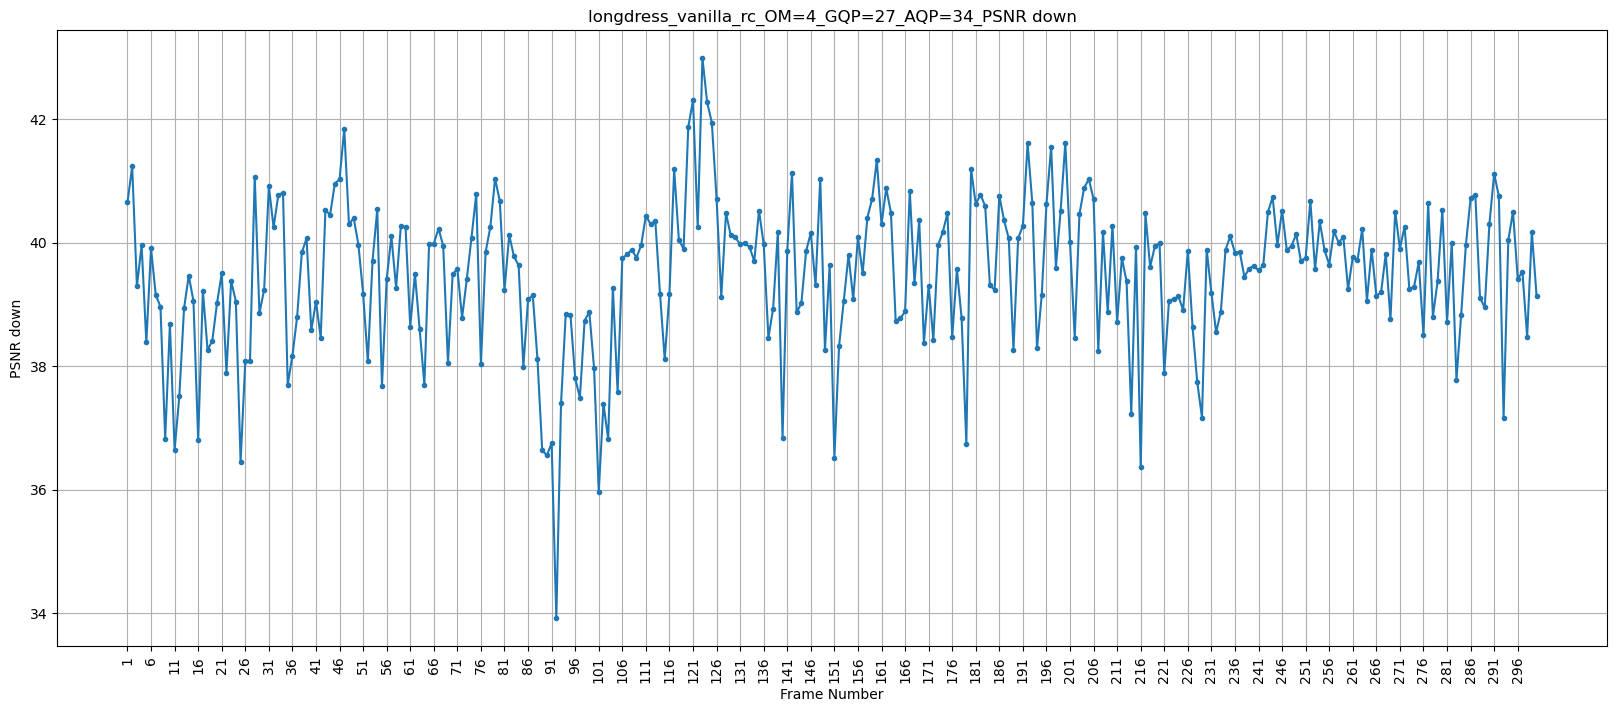 longdress_vanilla_rc_OM=4_GQP=27_AQP=34_PSNR down
PSNR down
42
40
38
36
34
1 6 11 16 21 26 31 36 41 46 51 56 61 66 71 76 81 86 91 96 101 106 111 116 121 126 131 136 141 146 151 156 161 166 171 176 181 186 191 196 201 206 211 216 221 226 231 236 241 246 251 256 261 266 271 276 281 286 291 296
Frame Number